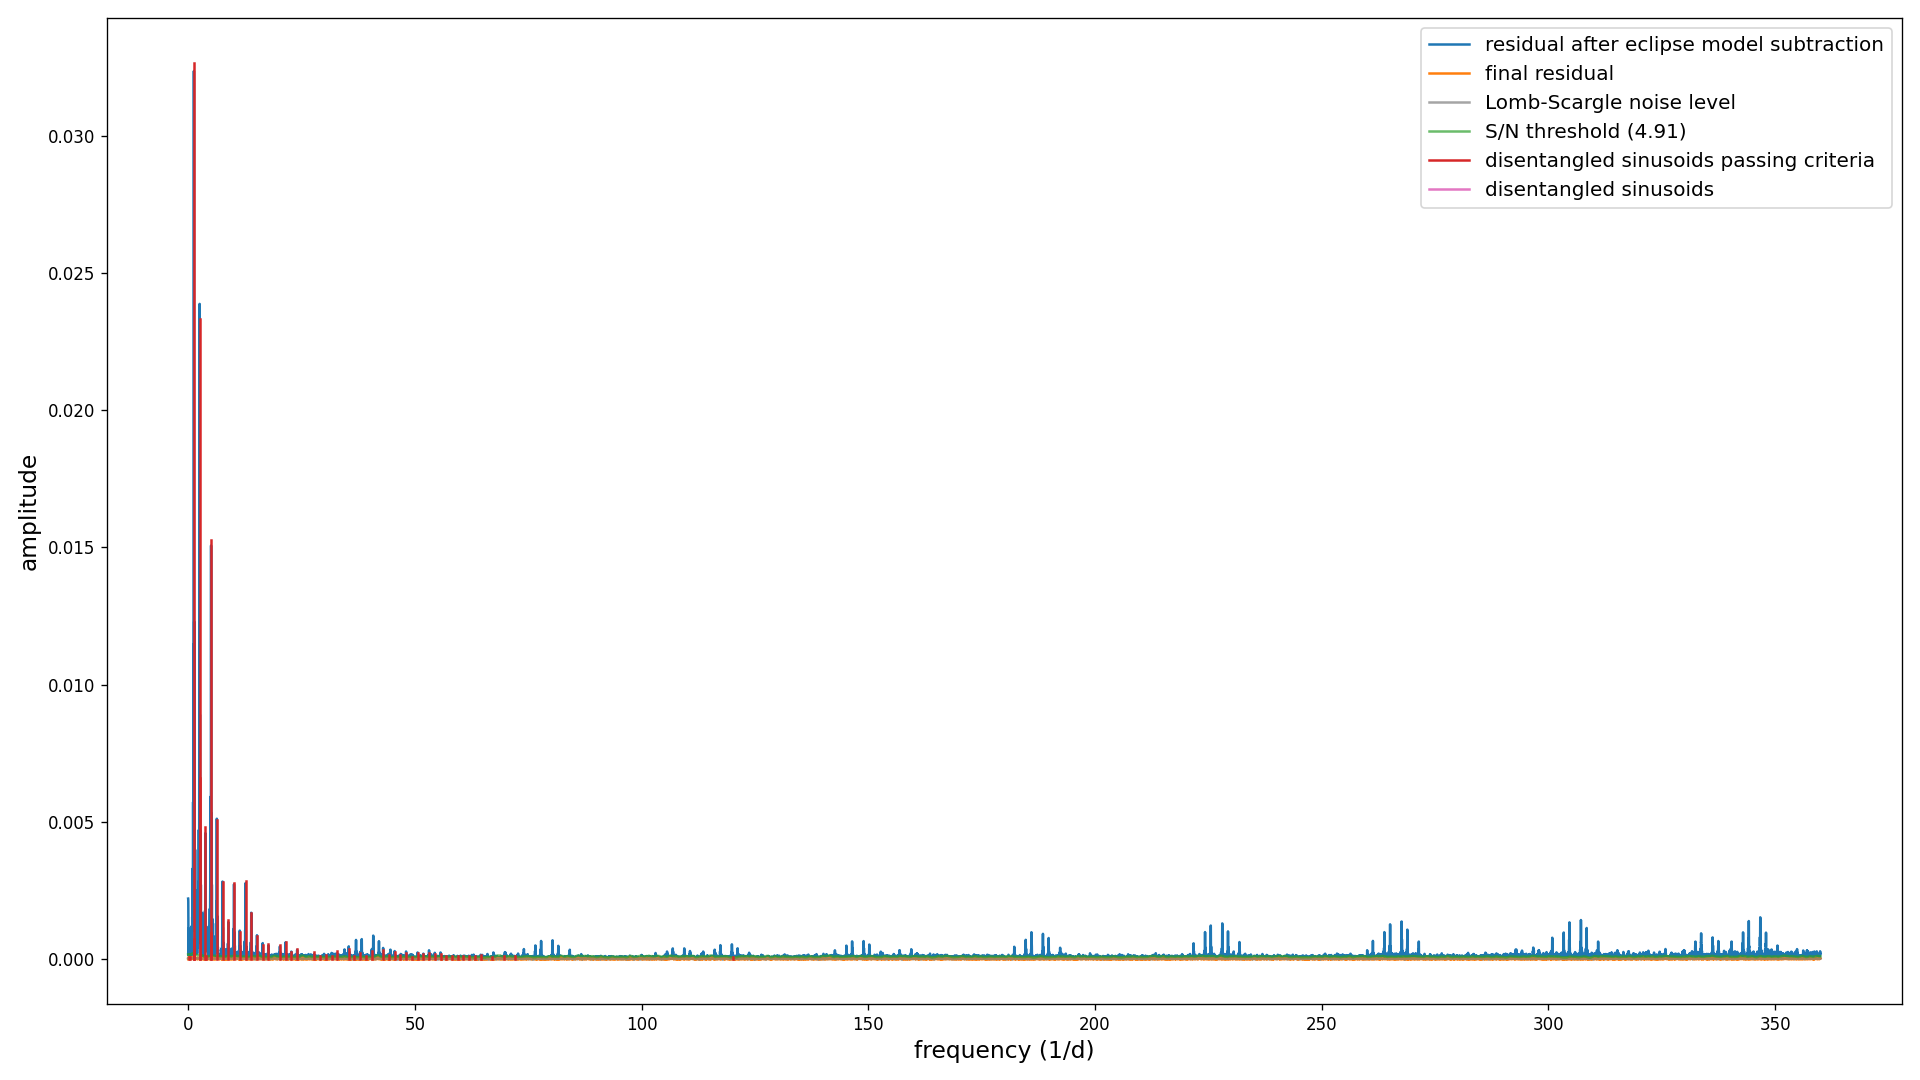 residual after eclipse model subtraction
final residual
Lomb-Scargle noise level
S/N threshold (4.91)
disentangled sinusoids passing criteria
disentangled sinusoids
amplitude
0.030
0.025
0.020
0.015
0.010
0.005
0.000
0 50 100 150 200 250 300 350
frequency (1/d)